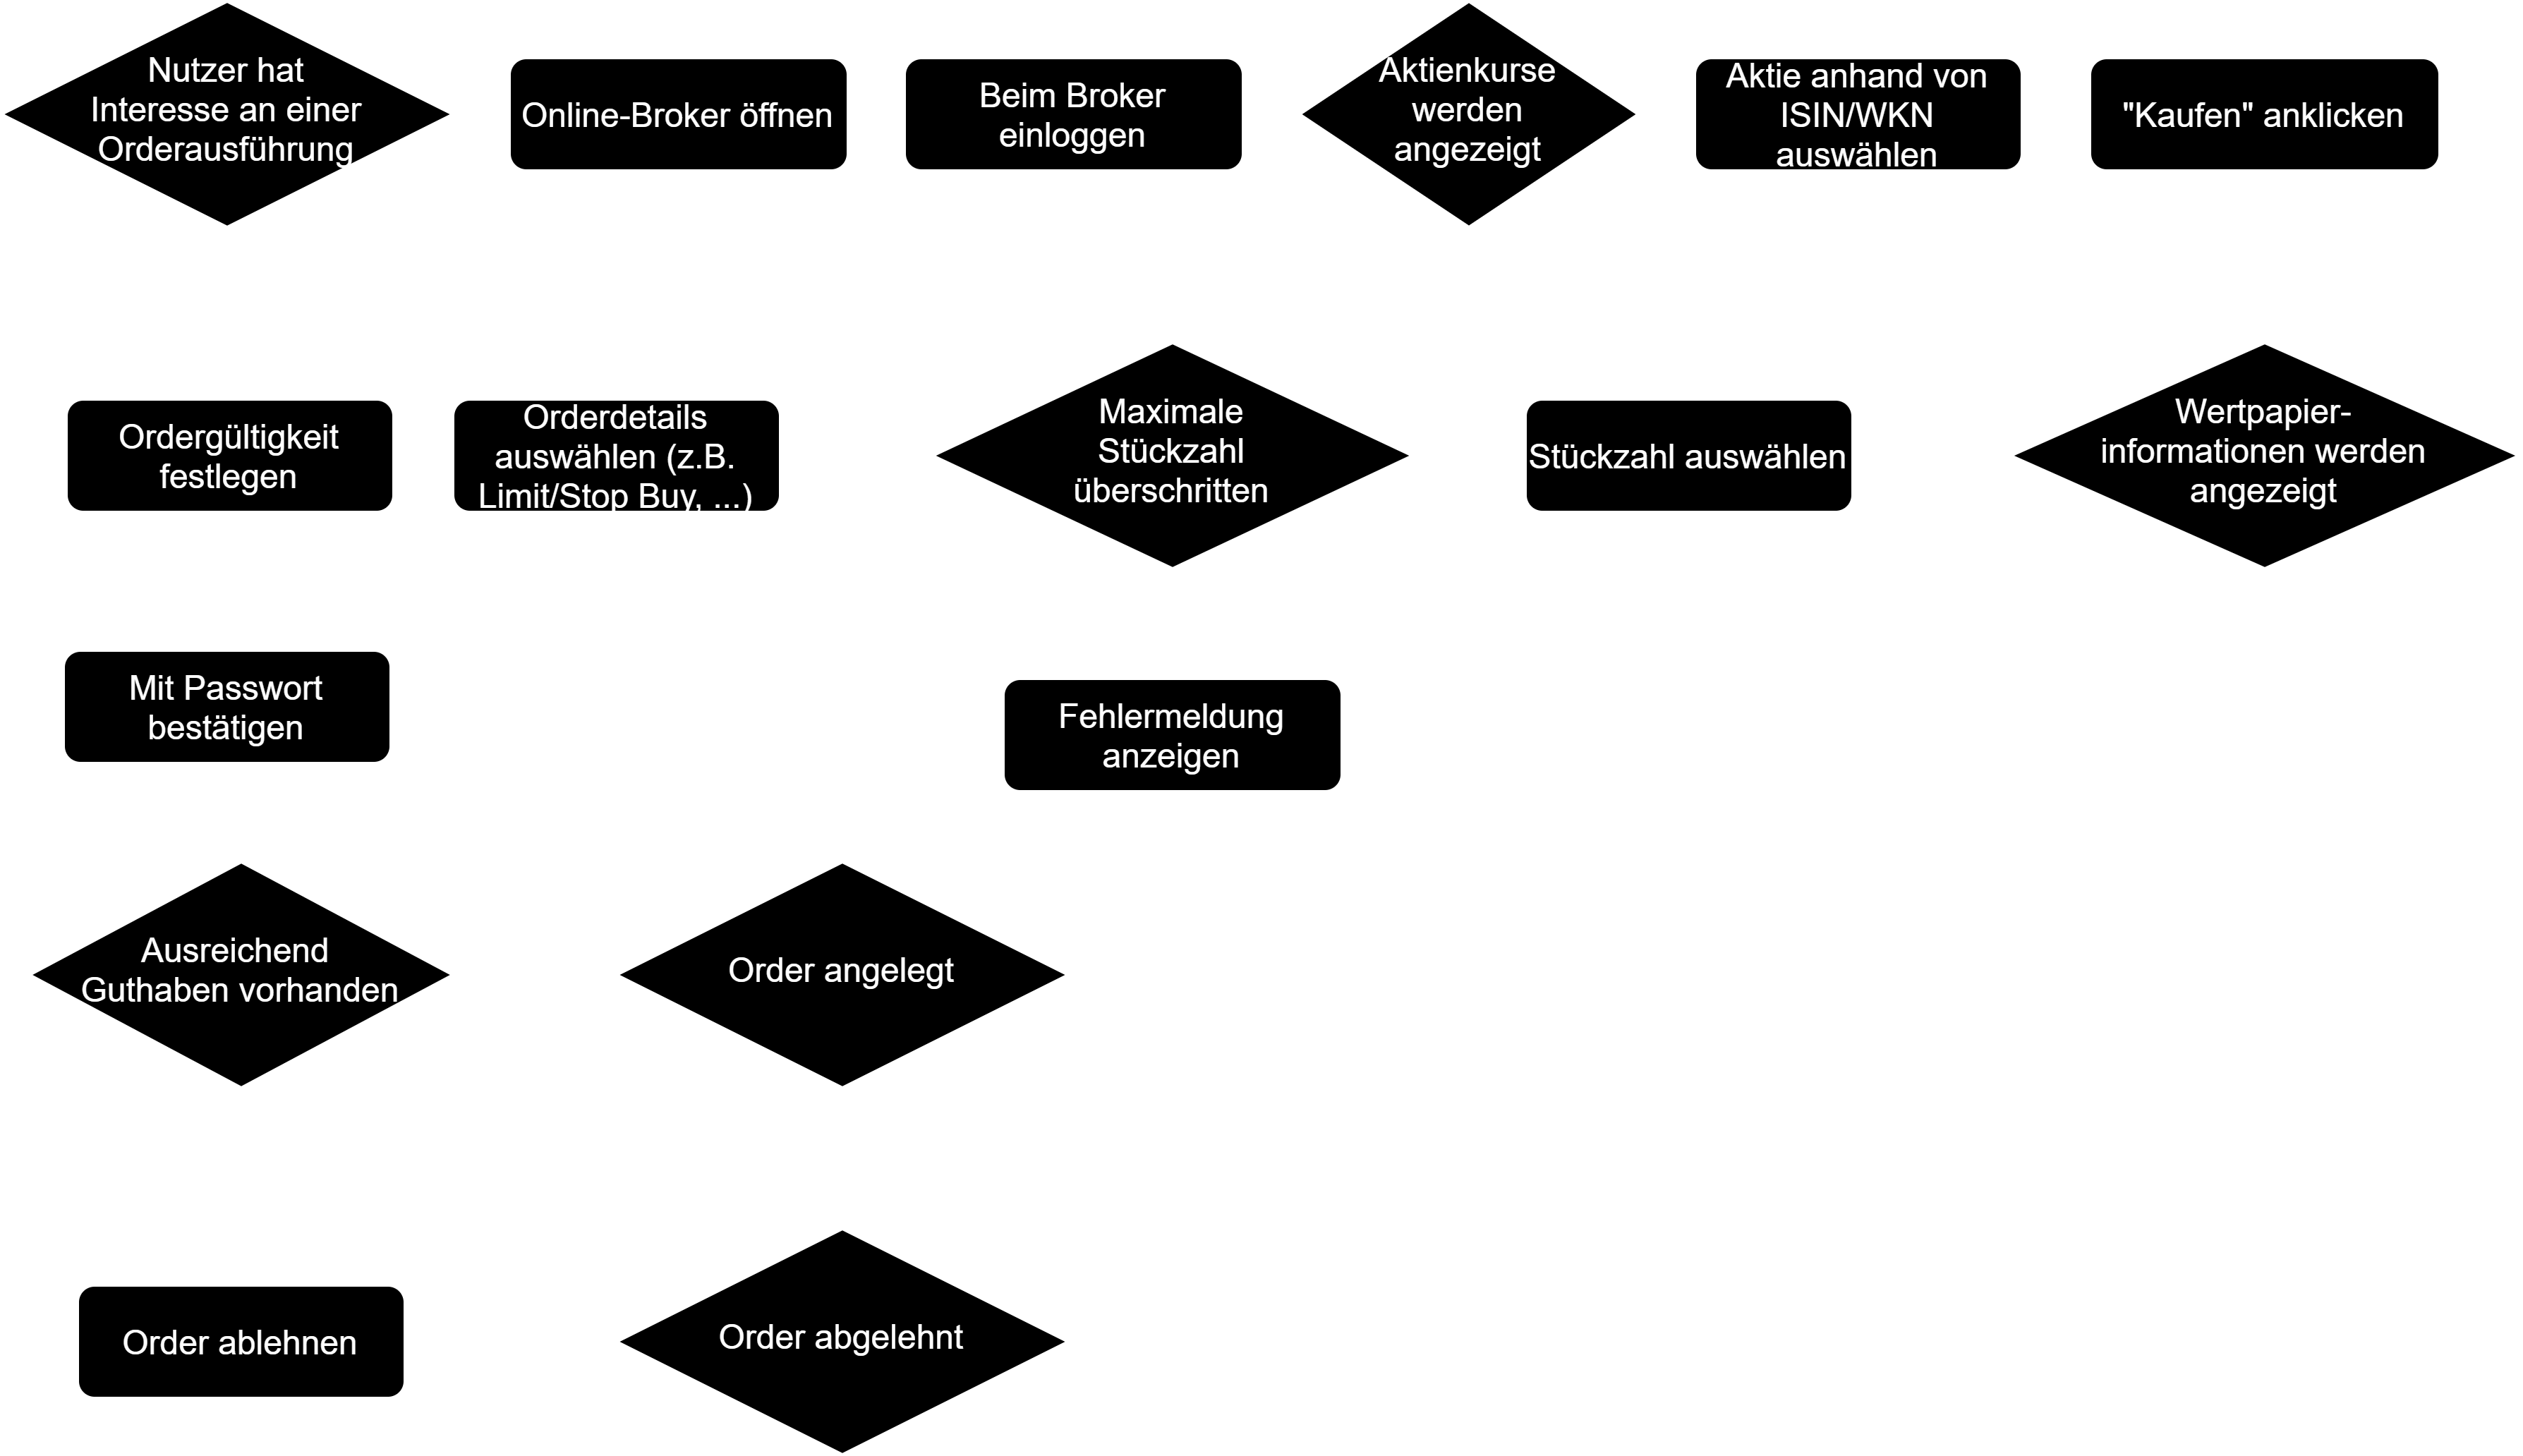 Nutzer hat
Interesse an einer
Orderausführung
Online-Broker öffnen
Beim Broker
einloggen
Aktienkurse
werden
angezeigt
Aktie anhand von
ISIN/WKN
auswählen
"Kaufen" anklicken
Ordergültigkeit
festlegen
Orderdetails
auswählen (z.B.
Limit/Stop Buy, ...)
Maximale
Stückzahl
überschritten
Stückzahl auswählen
Wertpapier-
informationen werden
angezeigt
Mit Passwort
bestätigen
Fehlermeldung
anzeigen
Ausreichend
Guthaben vorhanden
Order angelegt
Order ablehnen
Order abgelehnt